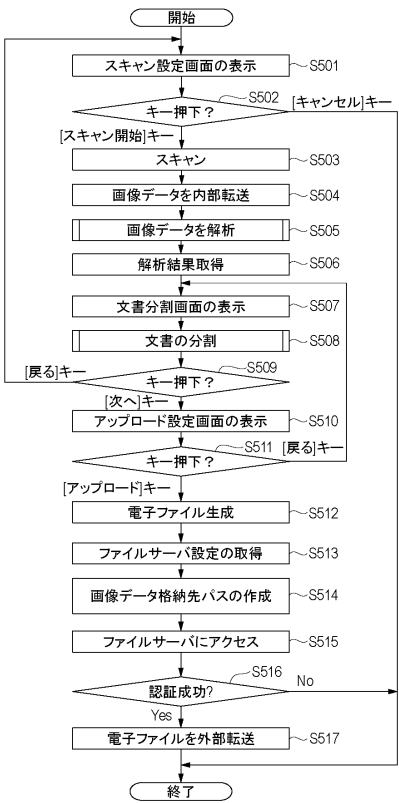 開始
スキャン設定画面の表示 S501
キー押下? S502
[キャンセル]キー
[スキャン開始]キー
スキャン S503
画像データを内部転送 S504
画像データを解析 S505
解析結果取得 S506
文書分割画面の表示 S507
文書の分割 S508
キー押下? S509
[戻る]キー
[次へ]キー
アップロード設定画面の表示 S510
キー押下? S511
[戻る]キー
[アップロード]キー
電子ファイル生成 S512
ファイルサーバ設定の取得 S513
画像データ格納先パスの作成 S514
ファイルサーバにアクセス S515
認証成功? S516
No
Yes
電子ファイルを外部転送 S517
終了